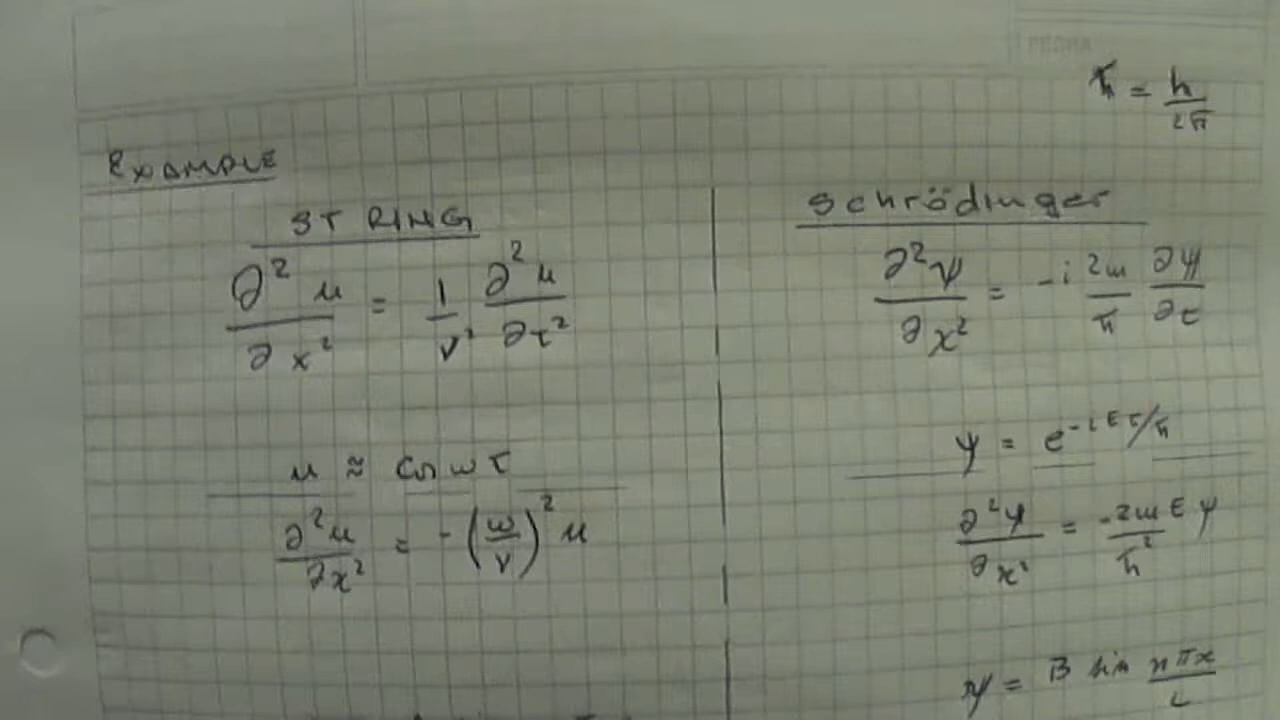 ħ = h/2π
EXAMPLE
STRING
∂²u/∂x² = 1/v² ∂²u/∂t²
u ≈ cos ωt
∂²u/∂x² = -(ω/v)² u
Schrödinger
∂²ψ/∂x² = -i 2m/ħ ∂ψ/∂t
ψ = e^-iEt/ħ
∂²ψ/∂x² = -2mE/ħ² ψ
ψ = B sin nπx/L